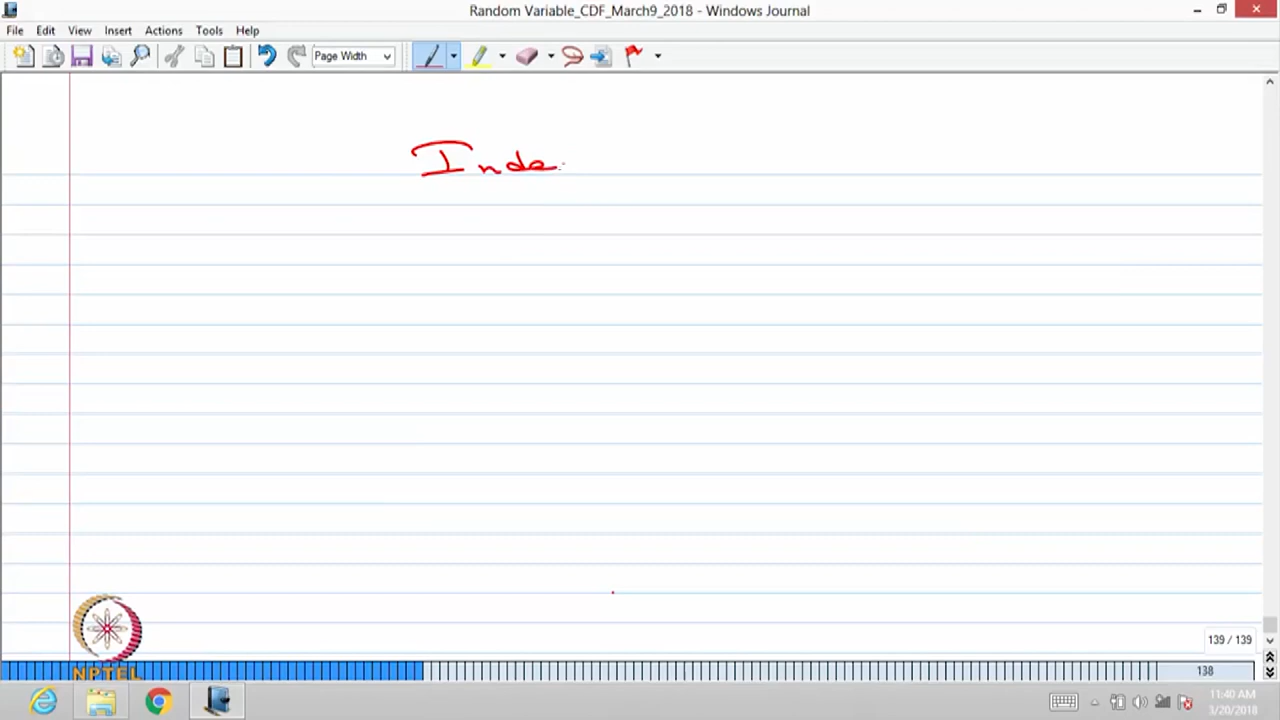 Random Variable_CDF_March9_2018 - Windows Journal
File Edit View Insert Actions Tools Help
Page Width
Inde
139 / 139
NPTEL
138
11:40 AM
3/20/2018